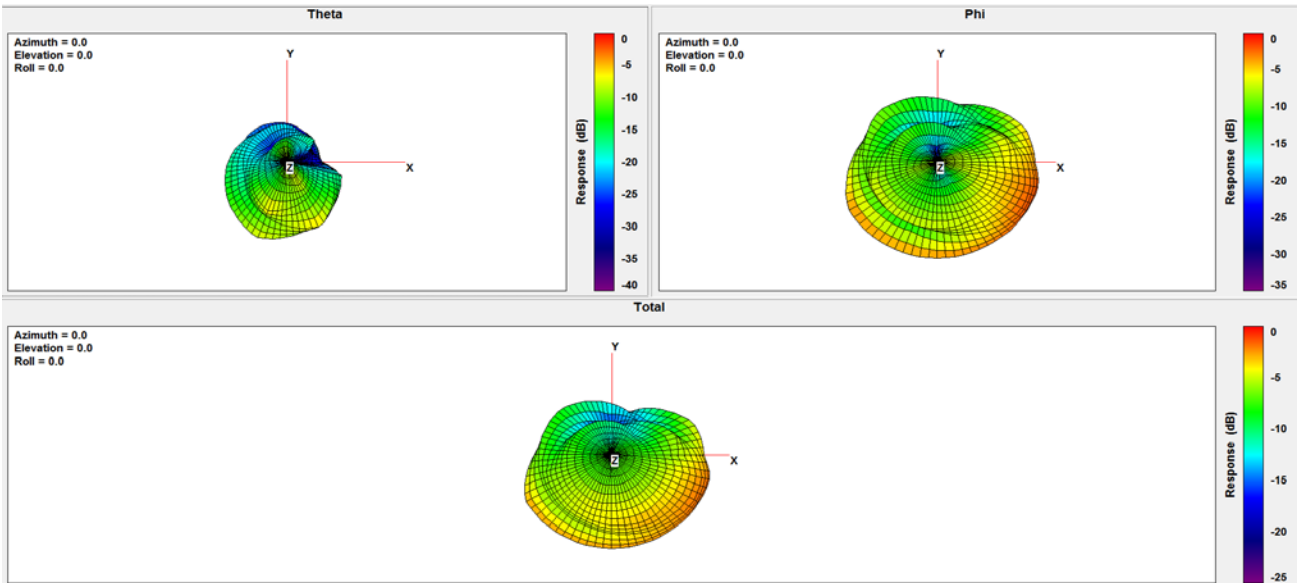 Theta
Azimuth = 0.0
Elevation = 0.0
Roll = 0.0
Y
X
Z
Response (dB)
0
-5
-10
-15
-20
-25
-30
-35
-40
Phi
Azimuth = 0.0
Elevation = 0.0
Roll = 0.0
Y
X
Z
Response (dB)
0
-5
-10
-15
-20
-25
-30
-35
Total
Azimuth = 0.0
Elevation = 0.0
Roll = 0.0
Y
X
Z
Response (dB)
0
-5
-10
-15
-20
-25